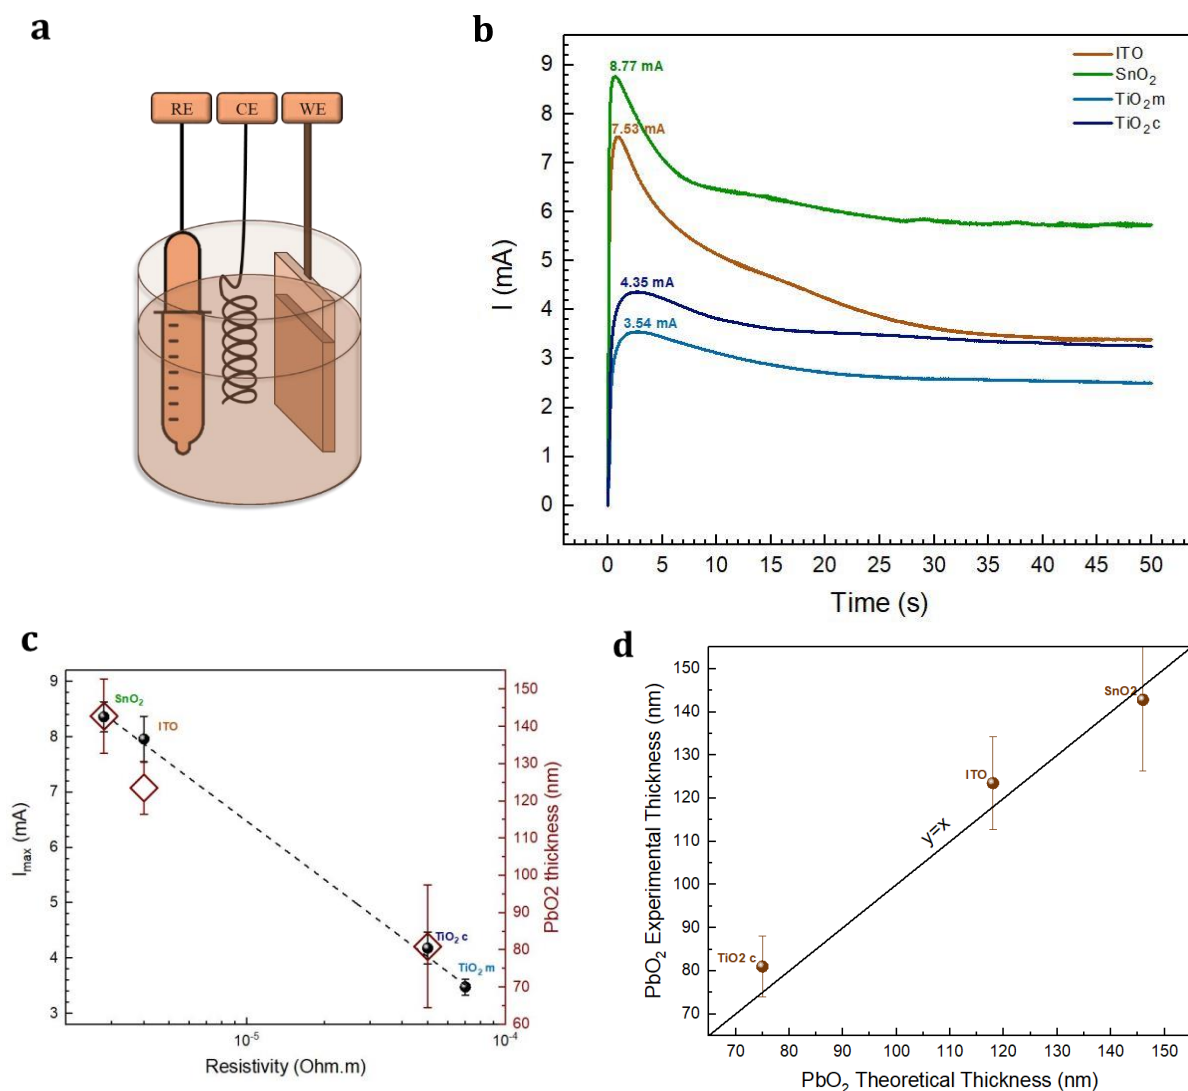 a
RE CE WE
b
8.77 mA
7.53 mA
4.35 mA
3.54 mA
ITO
SnO₂
TiO₂m
TiO₂c
9
8
7
6
5
4
3
2
1
0
I (mA)
0 5 10 15 20 25 30 35 40 45 50
Time (s)
c
SnO₂
ITO
TiO₂ c
TiO₂ m
9
8
7
6
5
4
3
I_max (mA)
150
140
130
120
110
100
90
80
70
60
PbO2 thickness (nm)
10⁻⁵ 10⁻⁴
Resistivity (Ohm.m)
d
SnO2
ITO
y=x
TiO2 c
150
140
130
120
110
100
90
80
70
PbO₂ Experimental Thickness (nm)
70 80 90 100 110 120 130 140 150
PbO₂ Theoretical Thickness (nm)